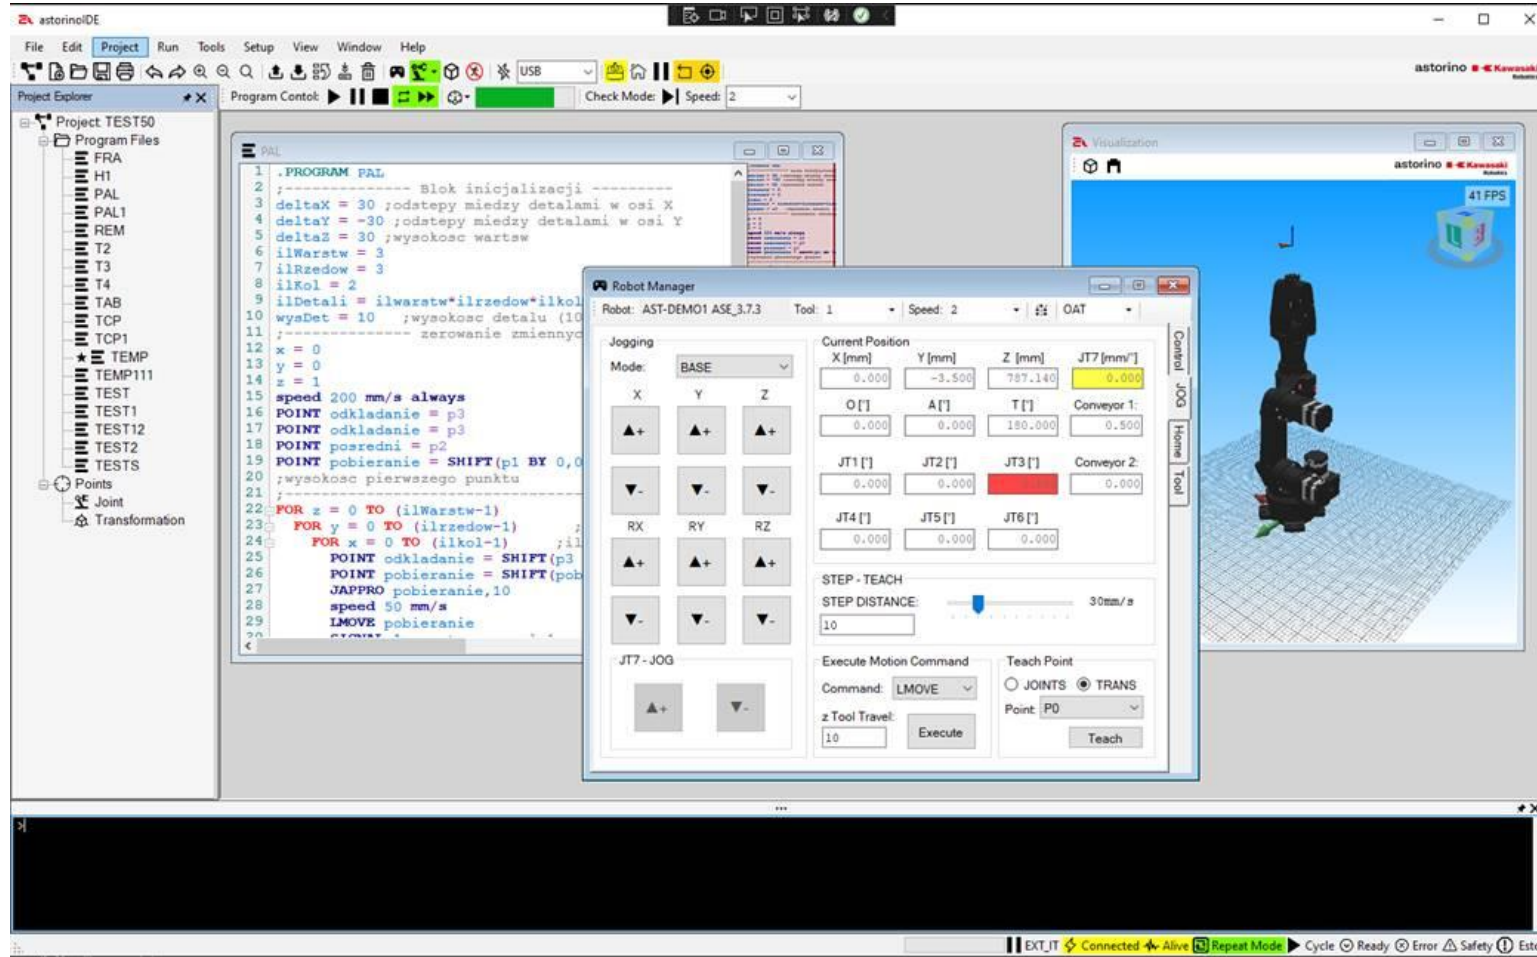 astorinoIDE
File Edit Project Run Tools Setup View Window Help
USB
astorino Kawasaki
Robotics
Project Explorer
Program Contol: Check Mode: Speed: 2
Project TEST50
Program Files
FRA
H1
PAL
PAL1
REM
T2
T3
T4
TAB
TCP
TCP1
TEMP
TEMP111
TEST
TEST1
TEST12
TEST2
TESTS
Points
Joint
Transformation
PAL
1 .PROGRAM PAL
2 ;-------------- Blok inicjalizacji ---------
3 deltaX = 30 ;odstepy miedzy detalami w osi X
4 deltaY = -30 ;odstepy miedzy detalami w osi Y
5 deltaZ = 30 ;wysokosc wartsw
6 ilWarstw = 3
7 ilRzedow = 3
8 ilKol = 2
9 ilDetali = ilwarstw*ilrzedow*ilkol
10 wysDet = 10 ;wysokosc detalu (10
11 ;-------------- zerowanie zmiennyc
12 x = 0
13 y = 0
14 z = 1
15 speed 200 mm/s always
16 POINT odkladanie = p3
17 POINT odkladanie = p3
18 POINT posredni = p2
19 POINT pobieranie = SHIFT(p1 BY 0,0
20 ;wysokosc pierwszego punktu
21 ;--------------------------------
22 FOR z = 0 TO (ilWarstw-1)
23 FOR y = 0 TO (ilrzedow-1) ;
24 FOR x = 0 TO (ilkol-1) ;il
25 POINT odkladanie = SHIFT(p3
26 POINT pobieranie = SHIFT(pob
27 JAPPRO pobieranie,10
28 speed 50 mm/s
29 LMOVE pobieranie
Robot Manager
Robot: AST-DEMO1 ASE_3.7.3 Tool: 1 Speed: 2 OAT
Jogging
Mode: BASE
X Y Z
▲+ ▲+ ▲+
▼- ▼- ▼-
RX RY RZ
▲+ ▲+ ▲+
▼- ▼- ▼-
JT7 - JOG
▲+ ▼-
Current Position
X [mm] Y [mm] Z [mm] JT7 [mm/°]
0.000 -3.500 787.140 0.000
O [°] A [°] T [°] Conveyor 1:
0.000 0.000 180.000 0.500
JT1 [°] JT2 [°] JT3 [°] Conveyor 2:
0.000 0.000 0.000
JT4 [°] JT5 [°] JT6 [°]
0.000 0.000 0.000
STEP - TEACH
STEP DISTANCE: 30mm/s
10
Execute Motion Command
Command: LMOVE
z Tool Travel:
10 Execute
Teach Point
JOINTS TRANS
Point: P0
Teach
Control
JOG
Home
Tool
Visualization
astorino Kawasaki
Robotics
41 FPS
>
EXT_IT Connected Alive Repeat Mode Cycle Ready Error Safety Esto